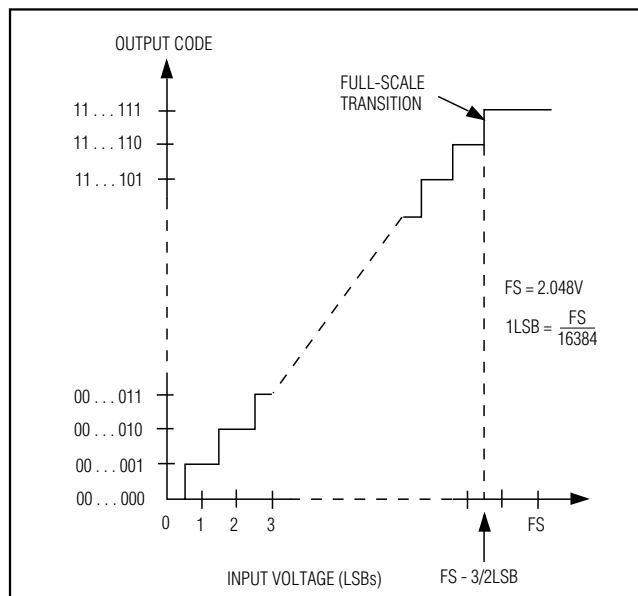 OUTPUT CODE
FULL-SCALE
TRANSITION
11 . . . 111
11 . . . 110
11 . . . 101
FS = 2.048V
1LSB = FS
16384
00 . . . 011
00 . . . 010
00 . . . 001
00 . . . 000
0 1 2 3 FS
INPUT VOLTAGE (LSBs) FS - 3/2LSB